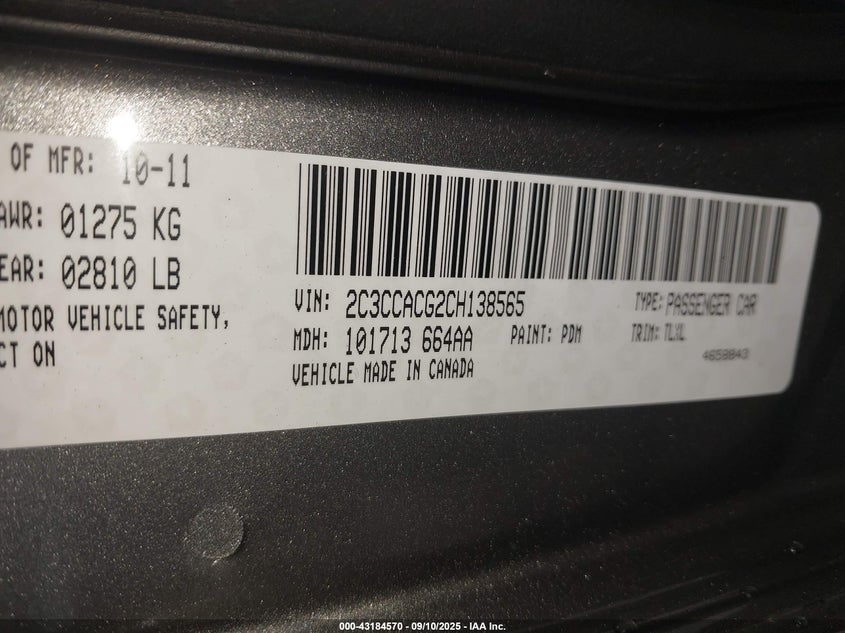 OF MFR: 10-11
AWR: 01275 KG
EAR: 02810 LB
MOTOR VEHICLE SAFETY,
CT ON
VIN: 2C3CCACG2CH138565
TYPE: PASSENGER CAR
MDH: 101713 664AA
PAINT: PDM
TRIM: TLXL
VEHICLE MADE IN CANADA
4658843
000-43184570 - 09/10/2025 - IAA Inc.